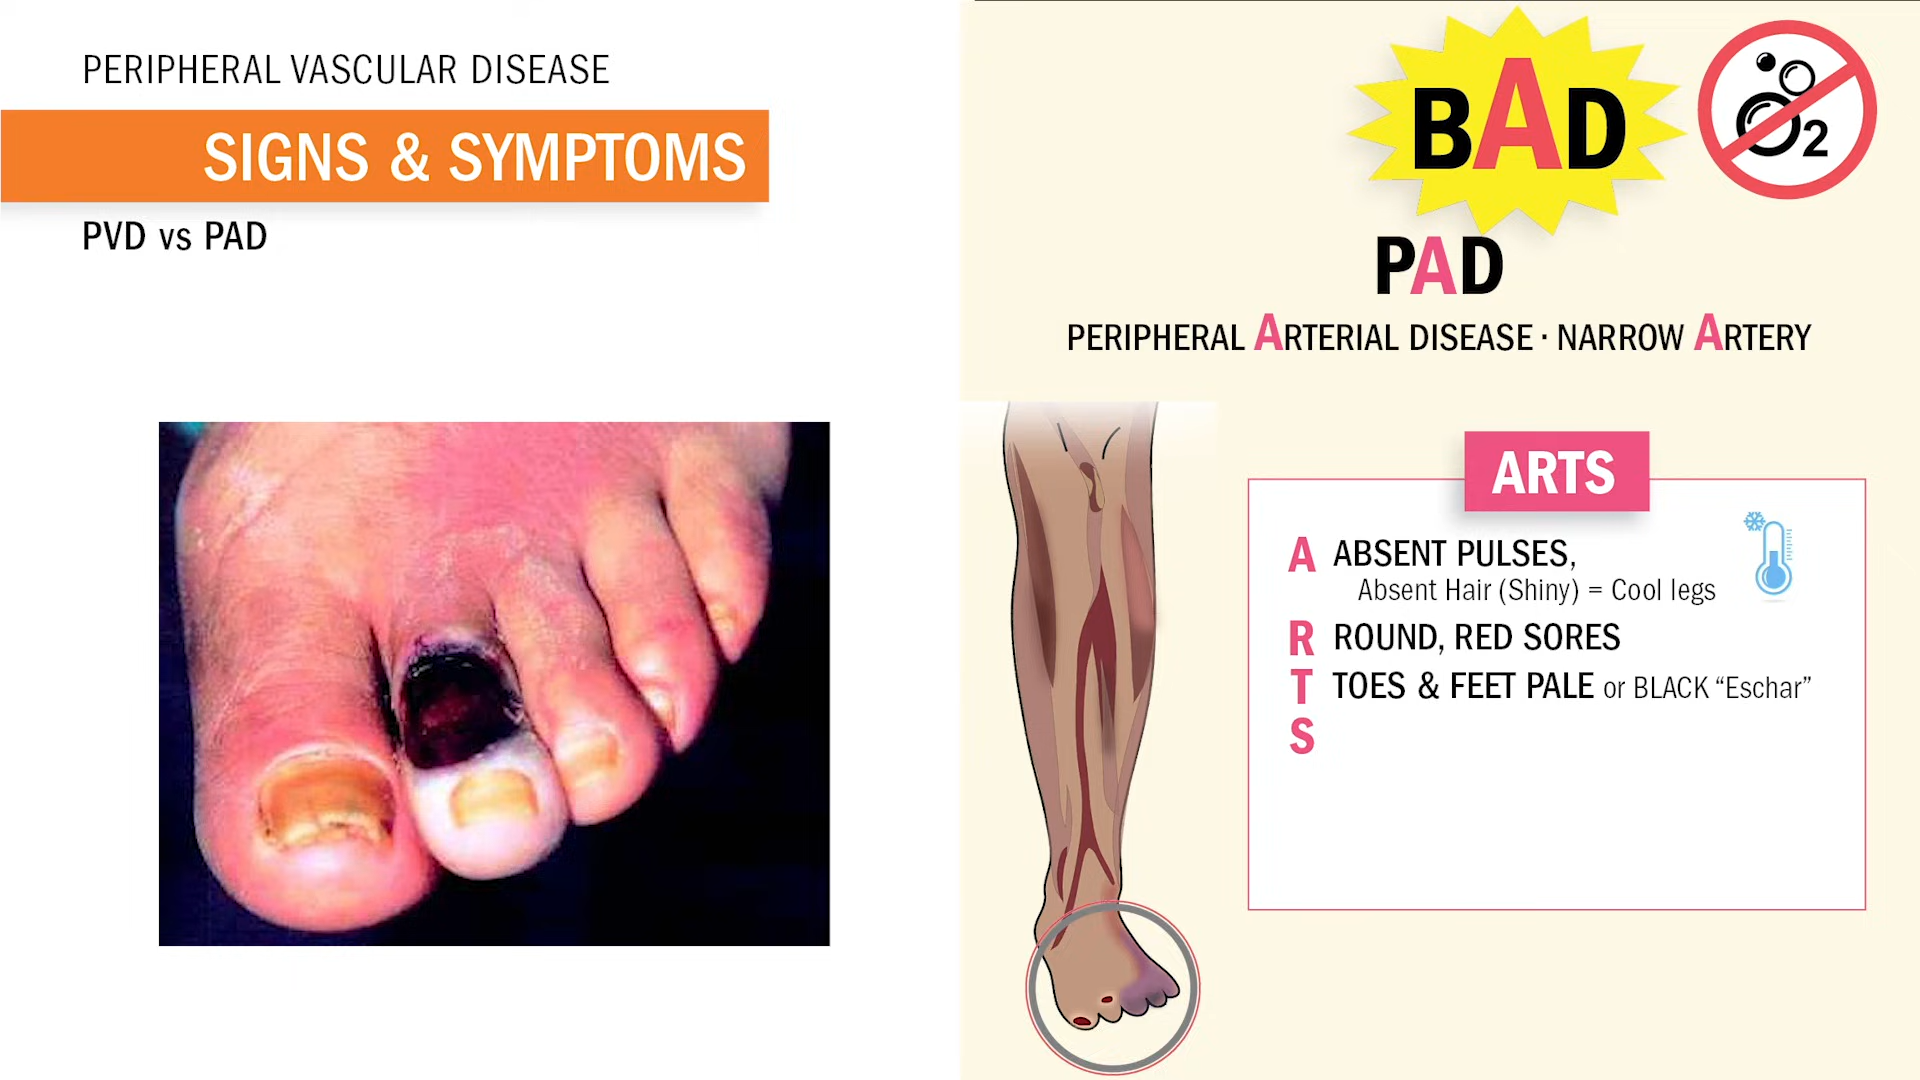 PERIPHERAL VASCULAR DISEASE
SIGNS & SYMPTOMS
PVD vs PAD
BAD
O2
PAD
PERIPHERAL ARTERIAL DISEASE · NARROW ARTERY
ARTS
A ABSENT PULSES,
Absent Hair (Shiny) = Cool legs
R ROUND, RED SORES
T TOES & FEET PALE or BLACK “Eschar”
S